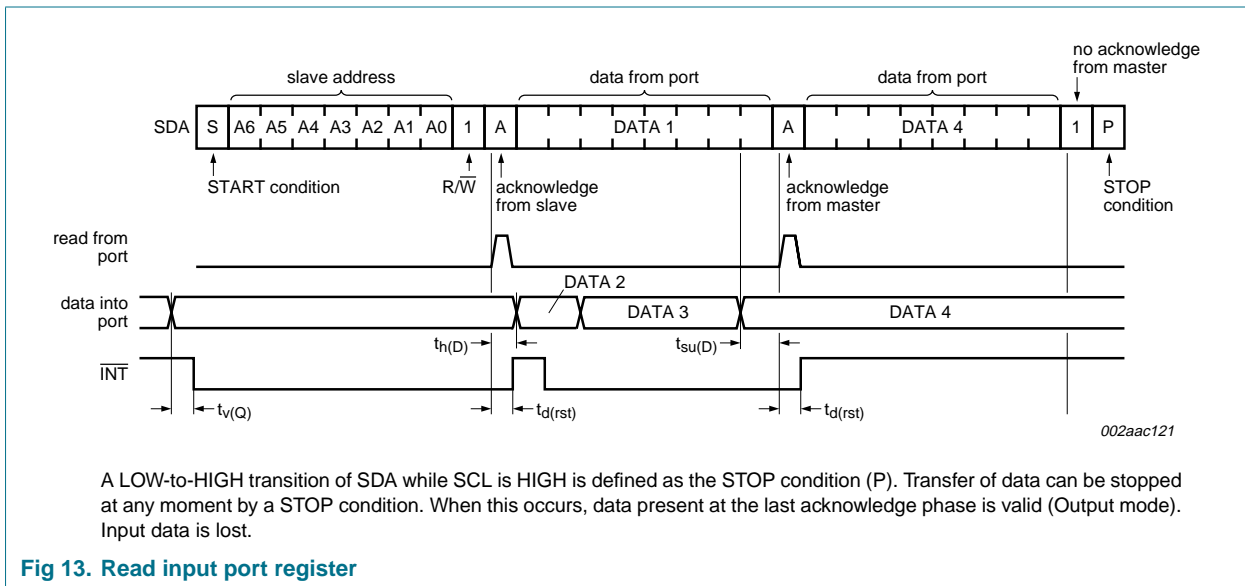 no acknowledge
from master
slave address
data from port
data from port
SDA S A6 A5 A4 A3 A2 A1 A0 1 A DATA 1 A DATA 4 1 P
START condition
R/W̅
acknowledge
from slave
acknowledge
from master
STOP
condition
read from
port
DATA 2
data into
port
DATA 3
DATA 4
th(D)
tsu(D)
I̅N̅T̅
tv(Q)
td(rst)
td(rst)
002aac121
A LOW-to-HIGH transition of SDA while SCL is HIGH is defined as the STOP condition (P). Transfer of data can be stopped
at any moment by a STOP condition. When this occurs, data present at the last acknowledge phase is valid (Output mode).
Input data is lost.
Fig 13. Read input port register